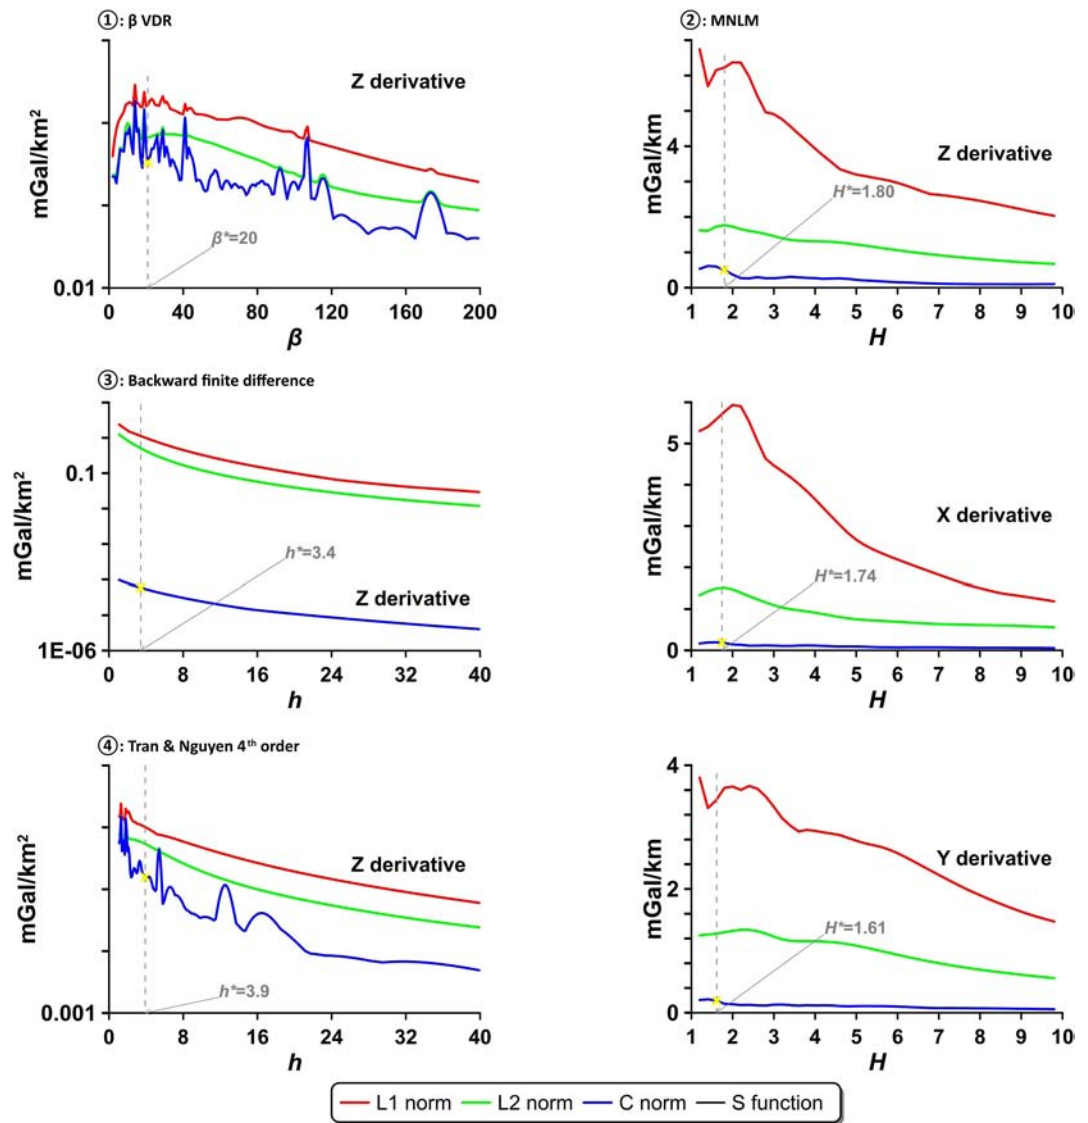 ①: β VDR
mGal/km²
Z derivative
β*=20
0.01
0 40 80 120 160 200
β
②: MNLM
mGal/km
4
Z derivative
H*=1.80
0
1 2 3 4 5 6 7 8 9 10
H
③: Backward finite difference
mGal/km²
0.1
h*=3.4
Z derivative
1E-06
0 8 16 24 32 40
h
mGal/km
5
X derivative
H*=1.74
0
1 2 3 4 5 6 7 8 9 10
H
④: Tran & Nguyen 4th order
mGal/km²
Z derivative
h*=3.9
0.001
0 8 16 24 32 40
h
mGal/km
4
2
Y derivative
H*=1.61
0
1 2 3 4 5 6 7 8 9 10
H
L1 norm L2 norm C norm S function